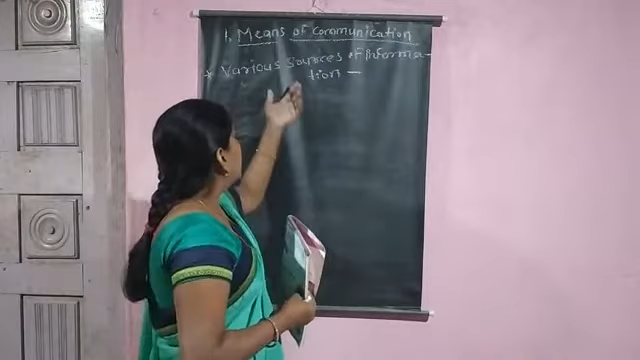 1. Means of communication
* Various sources of informa-
tion —